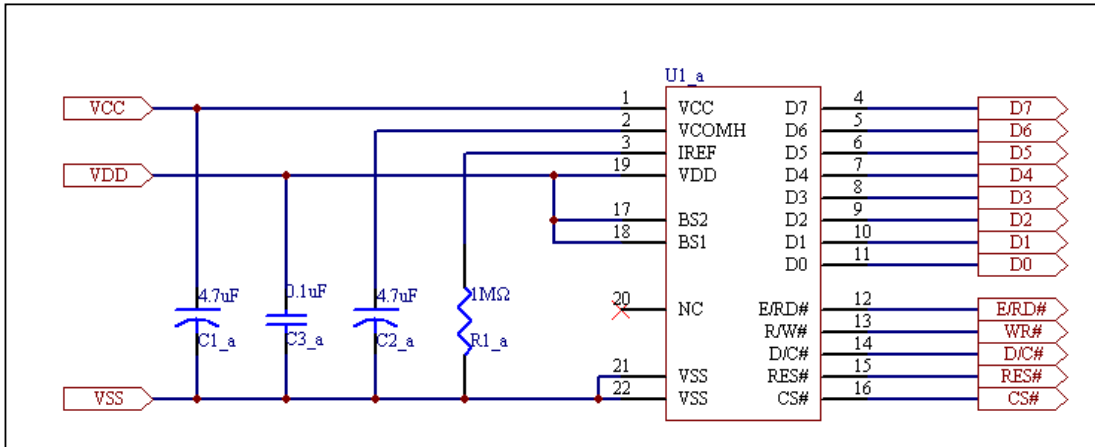 U1_a
VCC 1 VCC D7 4 D7
2 VCOMH D6 5 D6
3 IREF D5 6 D5
VDD 19 VDD D4 7 D4
D3 8 D3
17 BS2 D2 9 D2
18 BS1 D1 10 D1
D0 11 D0
4.7uF 0.1uF 4.7uF 1MΩ 20 NC E/RD# 12 E/RD#
R/W# 13 WR#
C1_a C3_a C2_a R1_a D/C# 14 D/C#
21 VSS RES# 15 RES#
VSS 22 VSS CS# 16 CS#